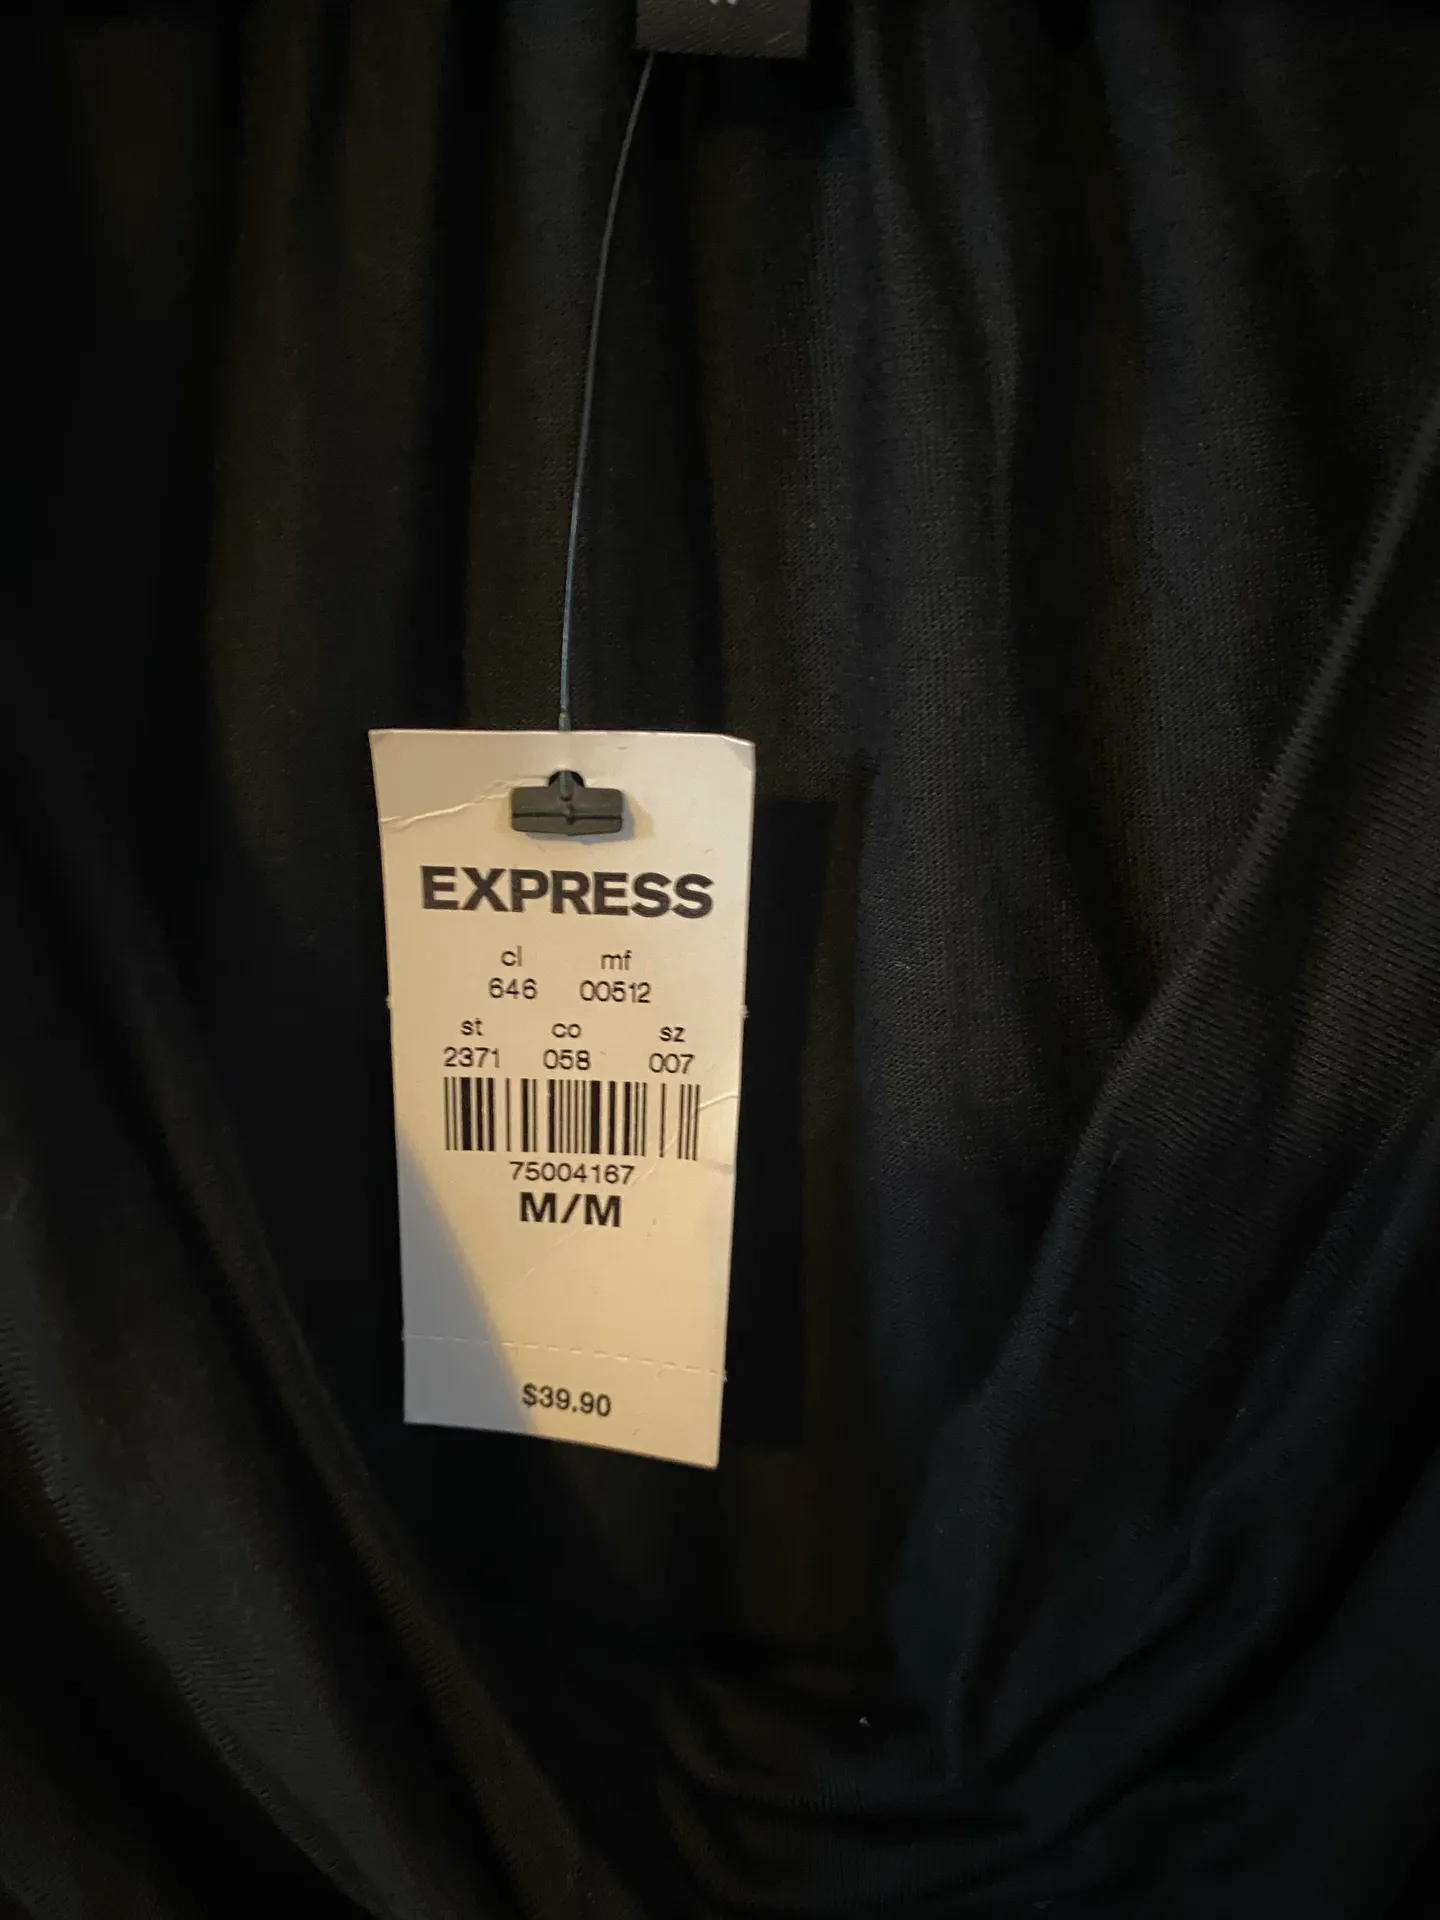 EXPRESS
cl mf
646 00512
st co sz
2371 058 007
75004167
M/M
$39.90